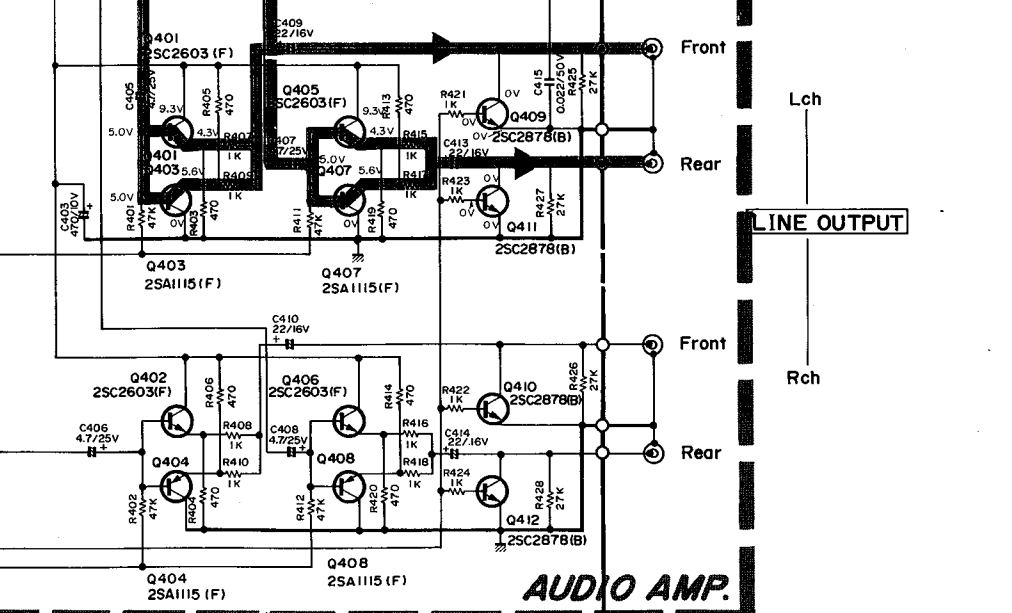 C409
22/16V
Q401
2SC2603(F)
Front
C405
4.7/25V
R405
470
Q405
2SC2603(F)
R413
470
R421
1K
0V
C415
0.022/50V
R425
27K
Lch
9.3V
9.3V
0V
Q409
5.0V
4.3V
R407
1K
4.3V
R415
1K
0V
2SC2878(B)
C413
22/16V
Q401
Q403
5.6V
R409
1K
C407
4.7/25V
5.0V
Q407
5.6V
R417
1K
0V
R423
1K
Rear
5.0V
C403
470/10V
R401
47K
0V
R403
470
R411
47K
0V
R419
470
0V
0V
R427
27K
Q411
2SC2878(B)
LINE OUTPUT
Q403
2SA1115(F)
Q407
2SA1115(F)
C410
22/16V
Front
Q402
2SC2603(F)
R406
470
Q406
2SC2603(F)
R414
470
R422
1K
Q410
2SC2878(B)
R426
27K
Rch
C406
4.7/25V
R408
1K
C408
4.7/25V
R416
1K
C414
22/16V
Rear
Q404
R410
1K
Q408
R418
1K
R424
1K
R402
47K
R404
470
R412
47K
R420
470
R428
27K
Q412
2SC2878(B)
Q404
2SA1115(F)
Q408
2SA1115(F)
AUDIO AMP.